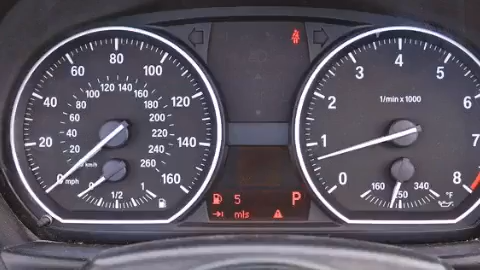 80
60 100
40 120
20 140
0 mph 160
120 140
100 160
80 180
60 200
40 220
20 240
0 km/h 260
0 1/2 1
5
mls
P
4
3 5
2 6
1 7
0 8
1/min x 1000
160 250 340
°F